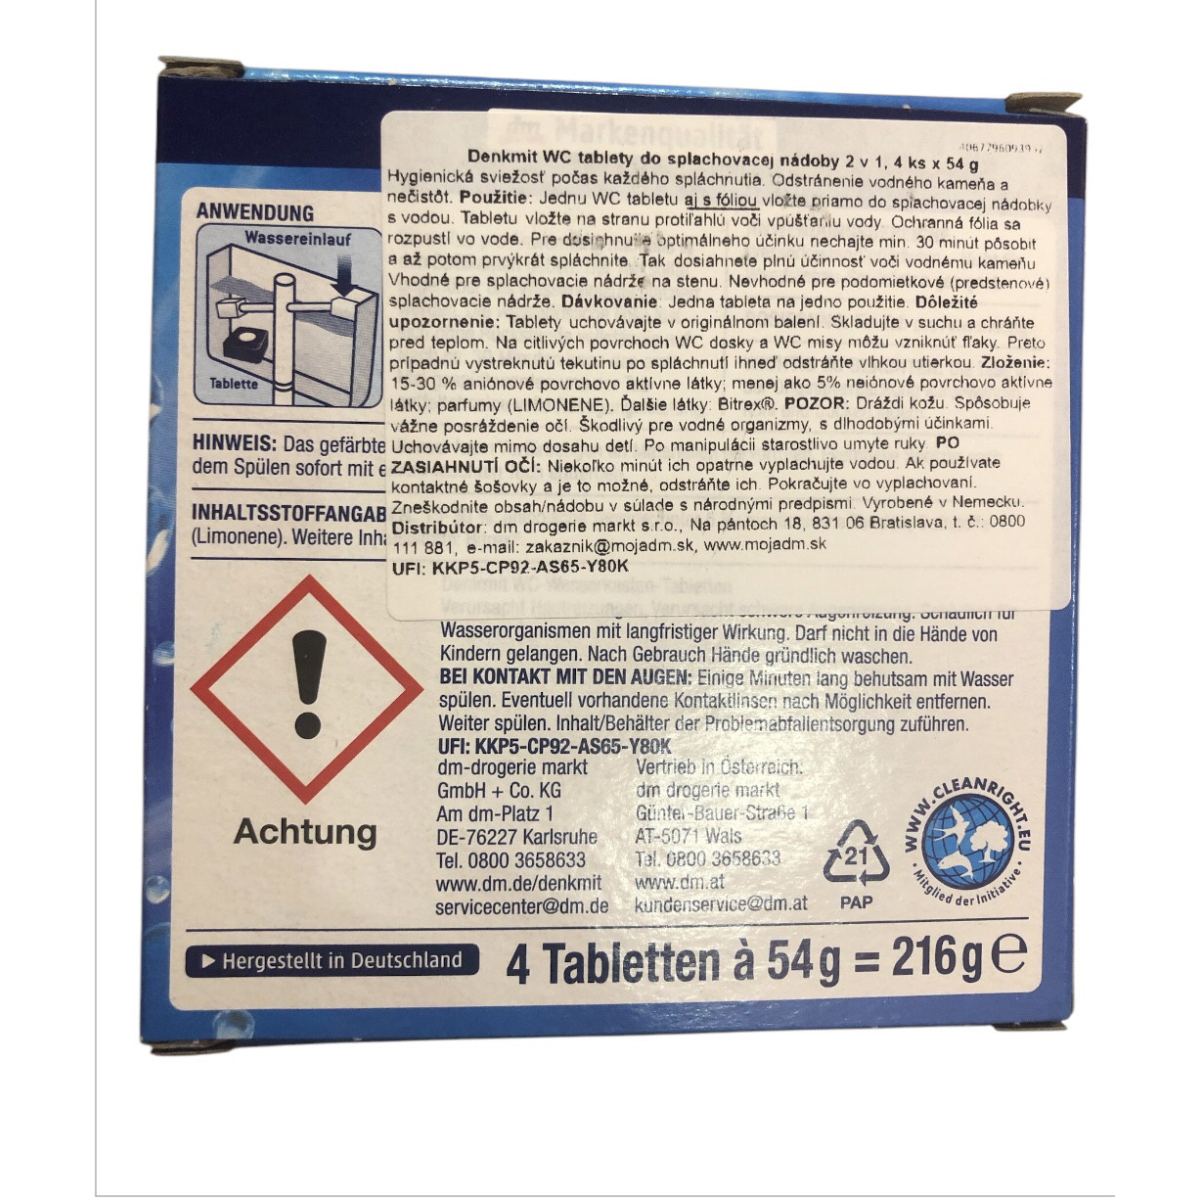 dm Markenqualität
Denkmit WC tablety do splachovacej nádoby 2 v 1, 4 ks x 54 g
Hygienická sviežosť počas každého spláchnutia. Odstránenie vodného kameňa a
nečistôt. Použitie: Jednu WC tabletu aj s fóliou vložte priamo do splachovacej nádobky
s vodou. Tabletu vložte na stranu protiľahlú voči vpúšťaniu vody. Ochranná fólia sa
rozpustí vo vode. Pre dosiahnutie optimálneho účinku nechajte min. 30 minút pôsobiť
a až potom prvýkrát spláchnite. Tak dosiahnete plnú účinnosť voči vodnému kameňu
Vhodné pre splachovacie nádrže na stenu. Nevhodné pre podomietkové (predstenové)
splachovacie nádrže. Dávkovanie: Jedna tableta na jedno použitie. Dôležité
upozornenie: Tablety uchovávajte v originálnom balení. Skladujte v suchu a chráňte
pred teplom. Na citlivých povrchoch WC dosky a WC misy môžu vzniknúť fľaky. Preto
prípadnú vystreknutú tekutinu po spláchnutí ihneď odstráňte vlhkou utierkou. Zloženie:
15-30 % aniónové povrchovo aktívne látky; menej ako 5% neiónové povrchovo aktívne
látky; parfumy (LIMONENE). Ďalšie látky: Bitrex®. POZOR: Dráždi kožu. Spôsobuje
vážne posráždenie očí. Škodlivý pre vodné organizmy, s dlhodobými účinkami.
Uchovávajte mimo dosahu detí. Po manipulácii starostlivo umyte ruky. PO
ZASIAHNUTÍ OČÍ: Niekoľko minút ich opatrne vyplachujte vodou. Ak používate
kontaktné šošovky a je to možné, odstráňte ich. Pokračujte vo vyplachovaní.
Zneškodnite obsah/nádobu v súlade s národnými predpismi. Vyrobené v Nemecku.
Distribútor: dm drogerie markt s.r.o., Na pántoch 18, 831 06 Bratislava, t. č.: 0800
111 881, e-mail: zakaznik@mojadm.sk, www.mojadm.sk
UFI: KKP5-CP92-AS65-Y80K
ANWENDUNG
Wassereinlauf
Tablette
HINWEIS: Das gefärbte
dem Spülen sofort mit e
INHALTSSTOFFANGAB
(Limonene). Weitere Inha
Denkmit WC-Wasserkasten-Tabletten
Verursacht Hautreizungen. Verursacht schwere Augenreizung. Schädlich für
Wasserorganismen mit langfristiger Wirkung. Darf nicht in die Hände von
Kindern gelangen. Nach Gebrauch Hände gründlich waschen.
BEI KONTAKT MIT DEN AUGEN: Einige Minuten lang behutsam mit Wasser
spülen. Eventuell vorhandene Kontaktlinsen nach Möglichkeit entfernen.
Weiter spülen. Inhalt/Behälter der Problemabfallentsorgung zuführen.
UFI: KKP5-CP92-AS65-Y80K
dm-drogerie markt
GmbH + Co. KG
Am dm-Platz 1
DE-76227 Karlsruhe
Tel. 0800 3658633
www.dm.de/denkmit
servicecenter@dm.de
Vertrieb in Österreich:
dm drogerie markt
Günter-Bauer-Straße 1
AT-5071 Wals
Tel. 0800 3658633
www.dm.at
kundenservice@dm.at
Achtung
21
PAP
WWW.CLEANRIGHT.EU
Mitglied der Initiative
Hergestellt in Deutschland
4 Tabletten à 54g = 216g e